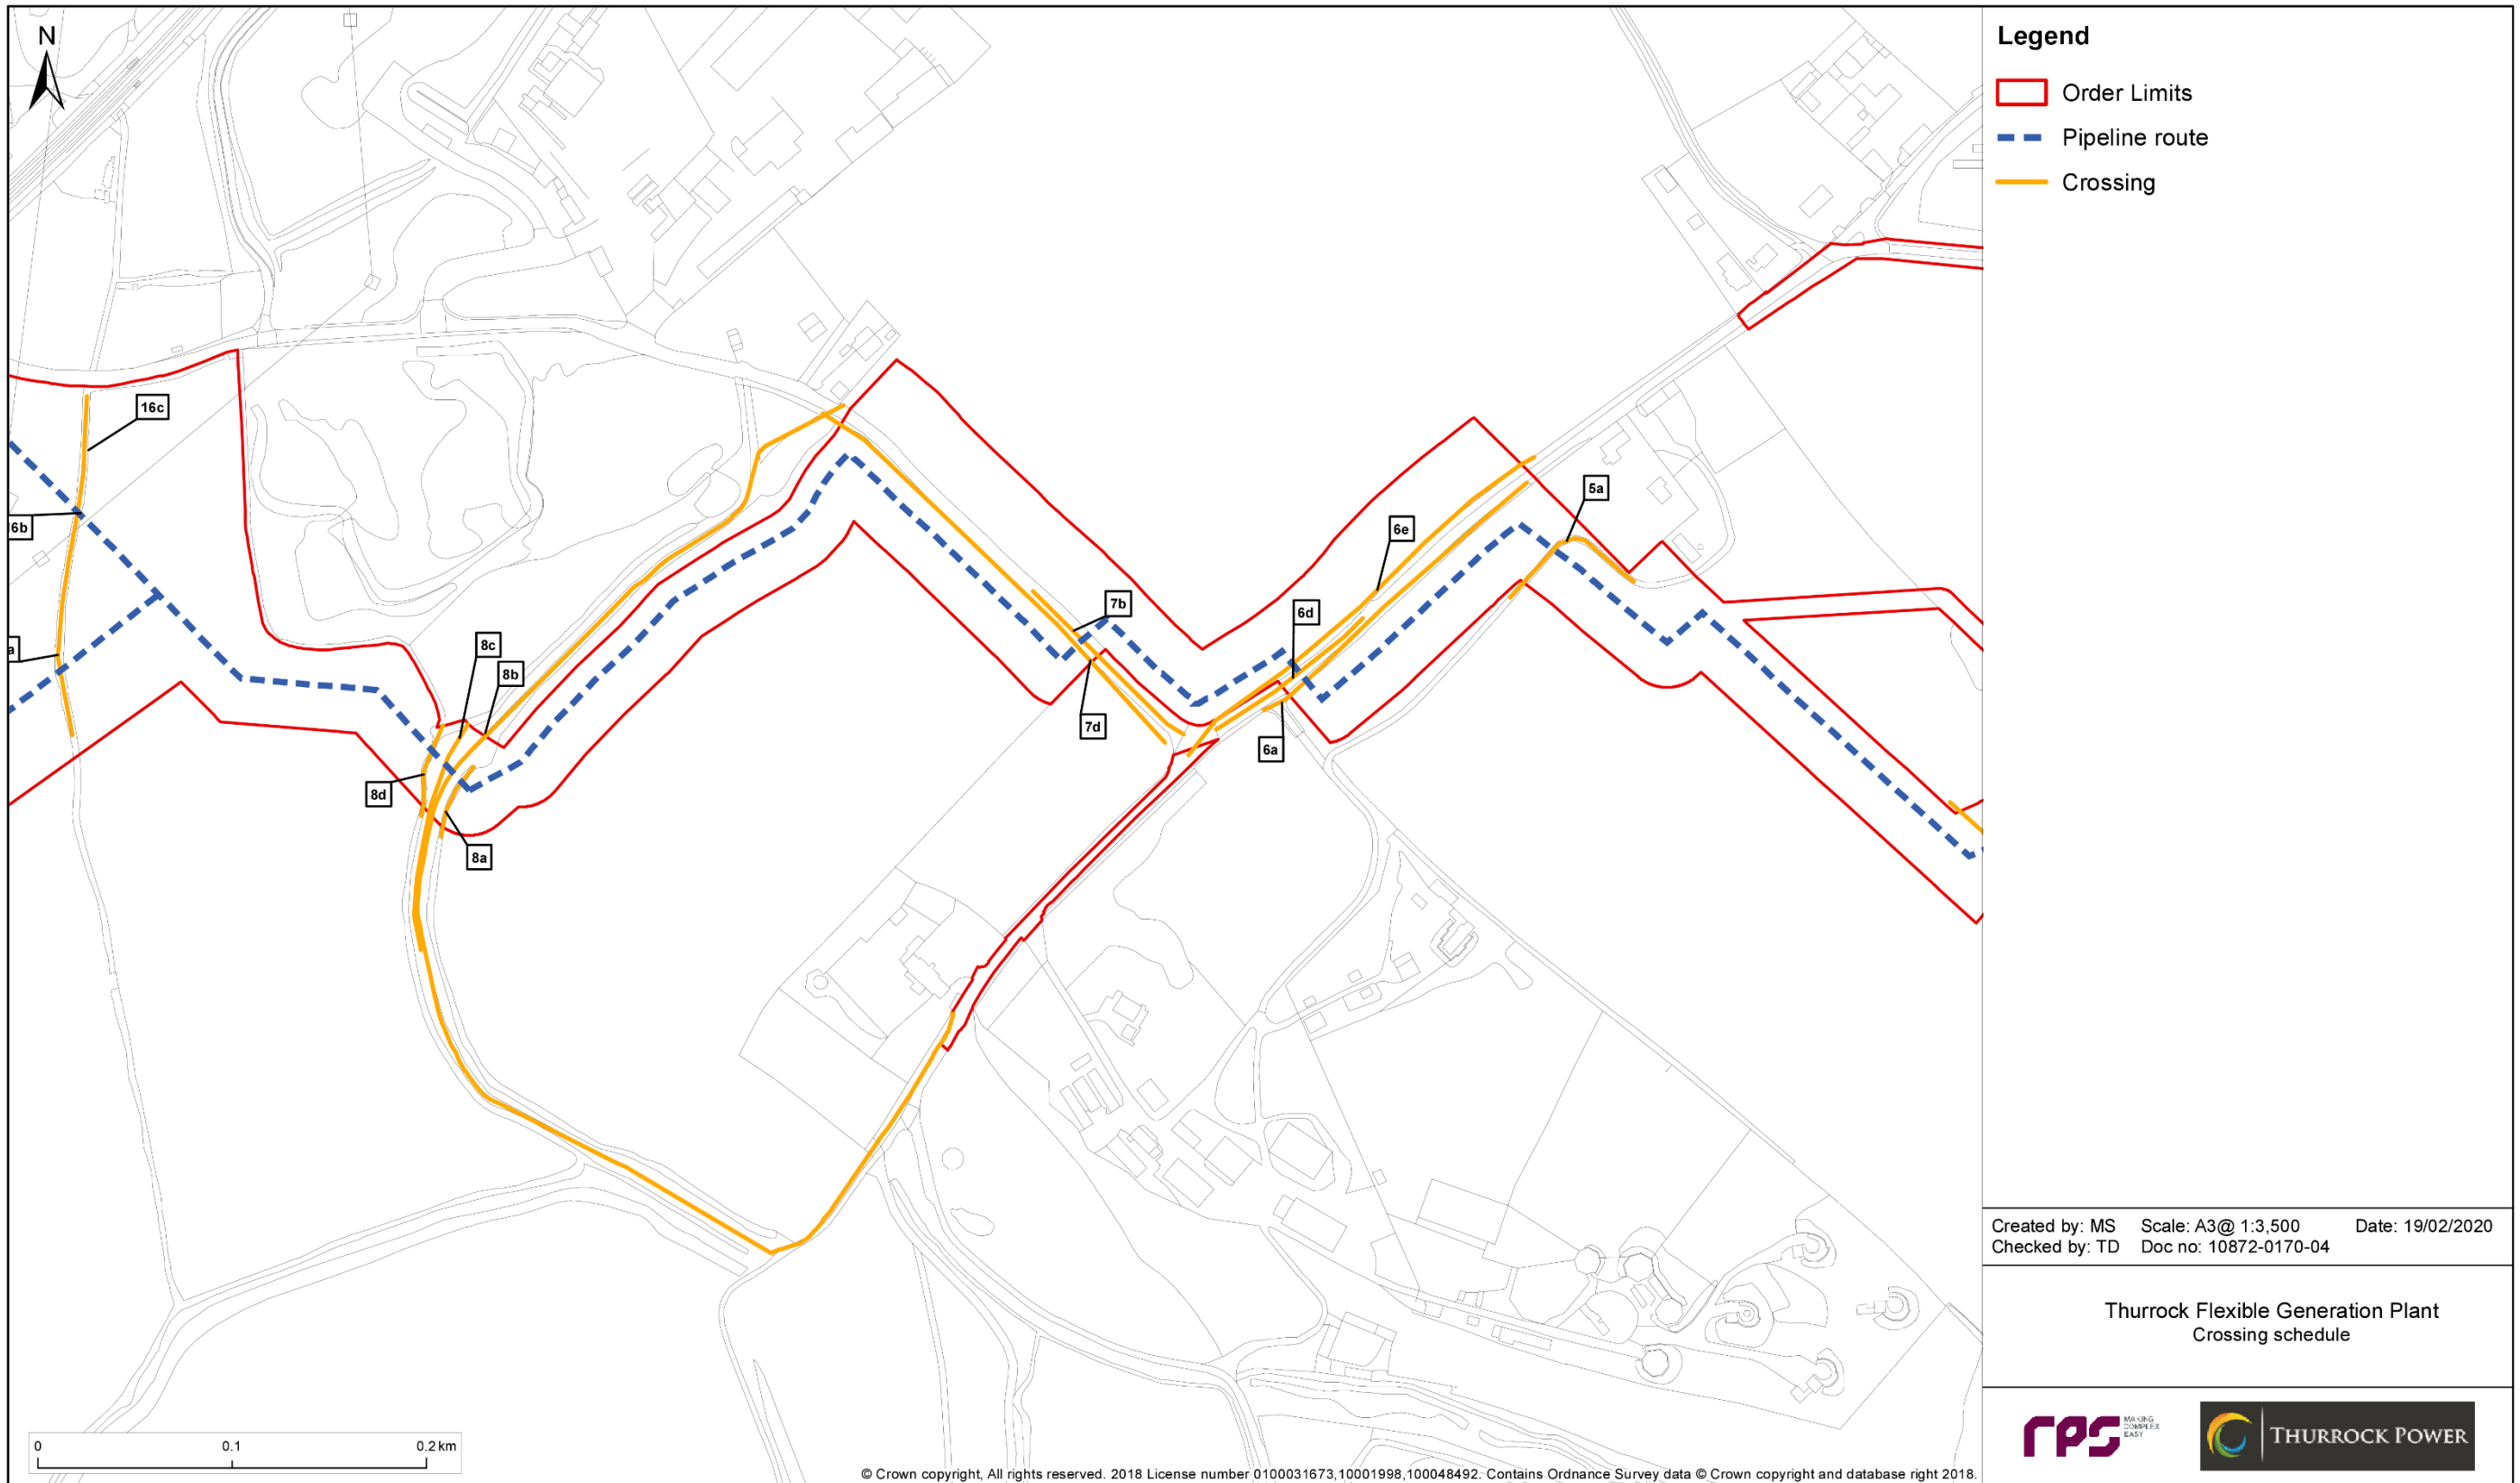 N
16c
6b
a
8c
8b
8d
8a
7b
7d
6e
6d
6a
5a
0 0.1 0.2 km
© Crown copyright, All rights reserved. 2018 License number 0100031673,10001998,100048492. Contains Ordnance Survey data © Crown copyright and database right 2018.
Legend
Order Limits
Pipeline route
Crossing
Created by: MS Scale: A3@ 1:3,500 Date: 19/02/2020
Checked by: TD Doc no: 10872-0170-04
Thurrock Flexible Generation Plant
Crossing schedule
rps MAKING
COMPLEX
EASY
THURROCK POWER